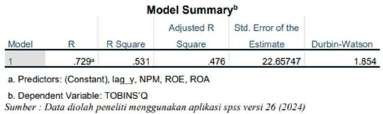 Model Summaryb
Adjusted R Std. Error of the
Model R R Square Square Estimate Durbin-Watson
1 .729a .531 .476 22.65747 1.854
a. Predictors: (Constant), lag_y, NPM, ROE, ROA
b. Dependent Variable: TOBINS'Q
Sumber : Data diolah peneliti menggunakan aplikasi spss versi 26 (2024)